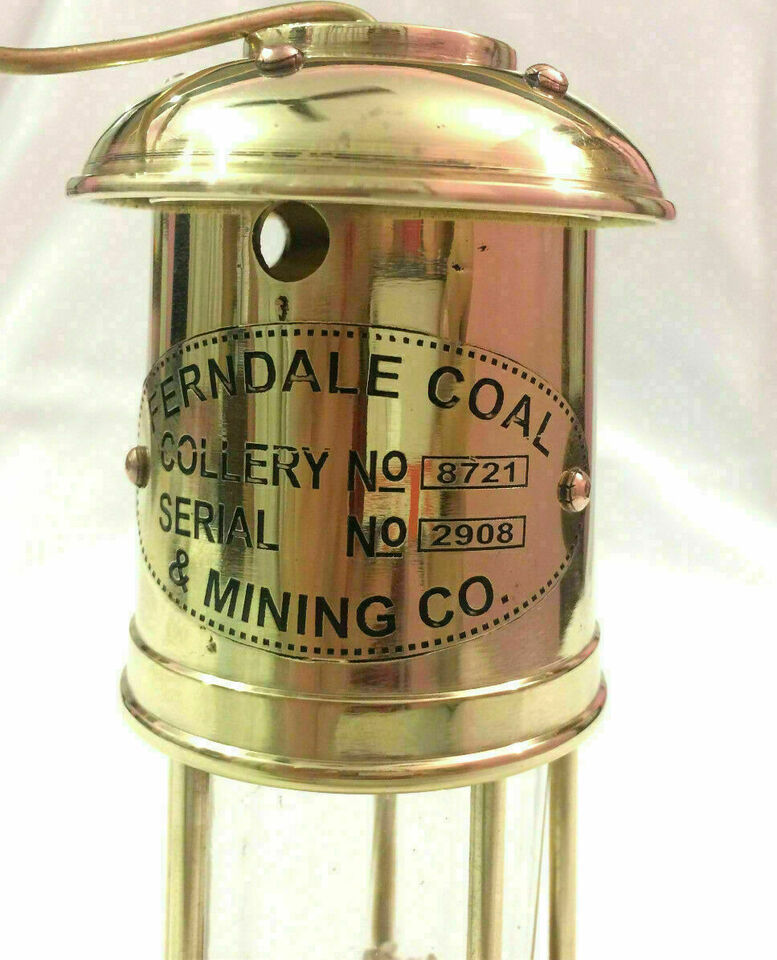 FERNDALE COAL
COLLERY No 8721
SERIAL No 2908
& MINING CO.